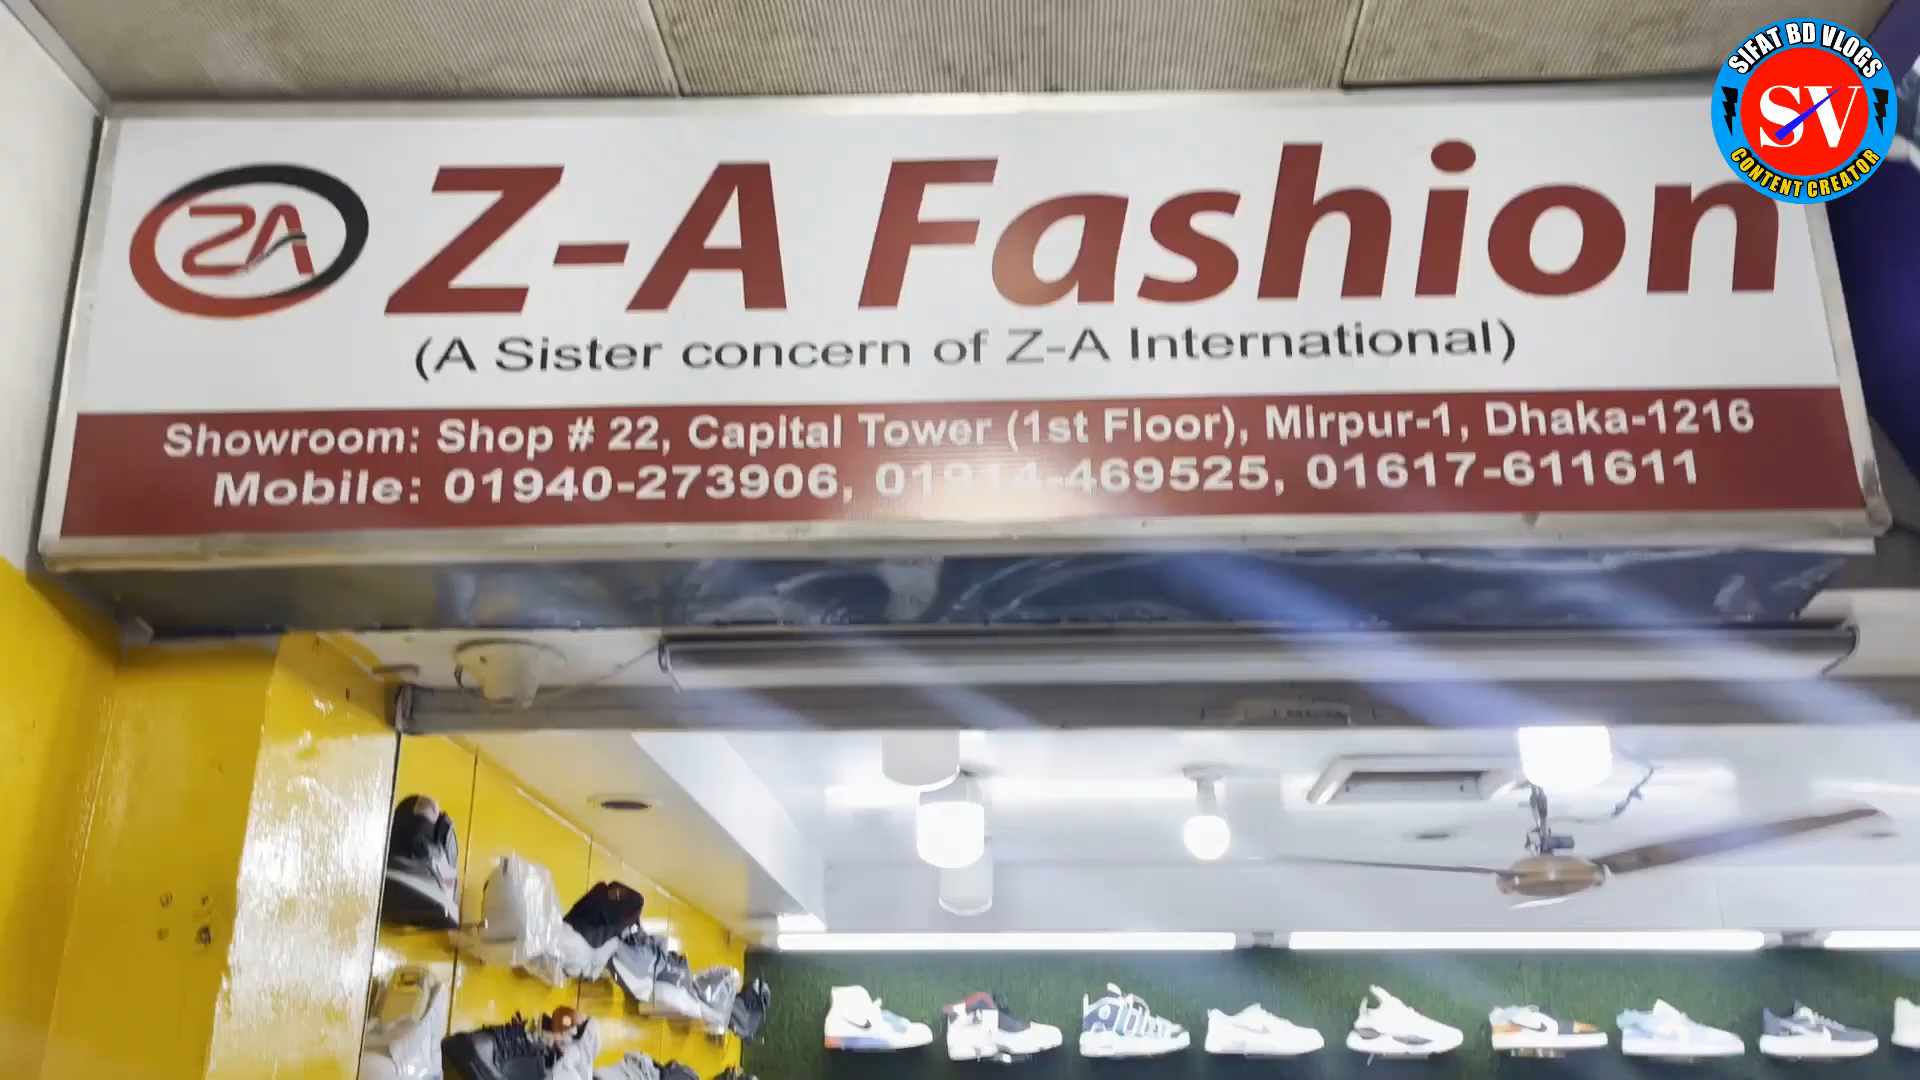 SIFAT BD VLOGS
SV
CONTENT CREATOR
ZA
Z-A Fashion
(A Sister concern of Z-A International)
Showroom: Shop # 22, Capital Tower (1st Floor), Mirpur-1, Dhaka-1216
Mobile: 01940-273906, 01914-469525, 01617-611611